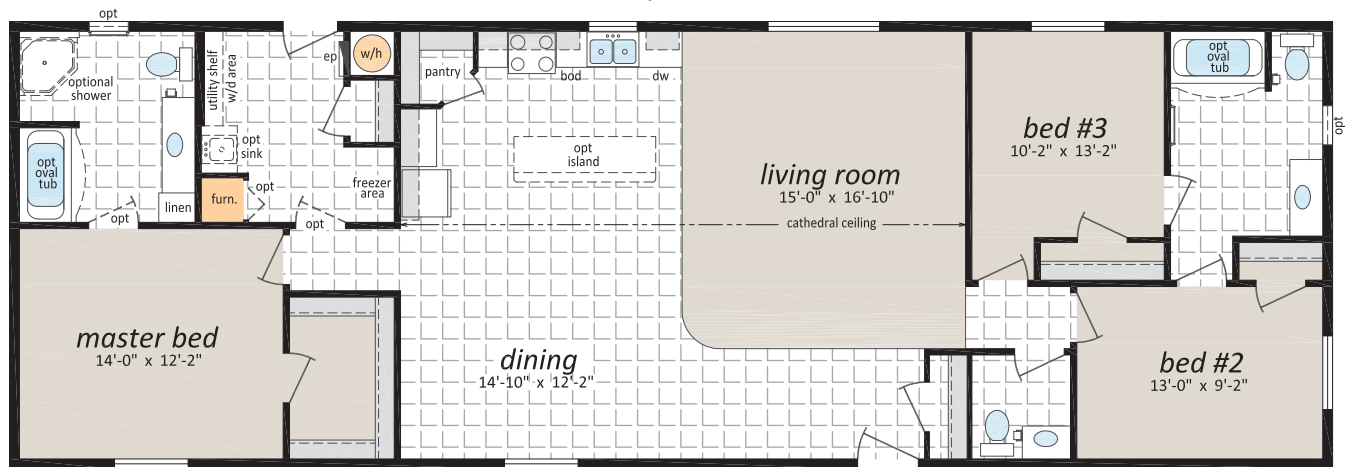 opt
optional
shower
opt
oval
tub
opt
linen
utility shelf
w/d area
opt
sink
furn.
opt
opt
ep
w/h
freezer
area
pantry
bod
dw
opt
island
living room
15'-0" x 16'-10"
cathedral ceiling
bed #3
10'-2" x 13'-2"
opt
oval
tub
opt
master bed
14'-0" x 12'-2"
dining
14'-10" x 12'-2"
bed #2
13'-0" x 9'-2"